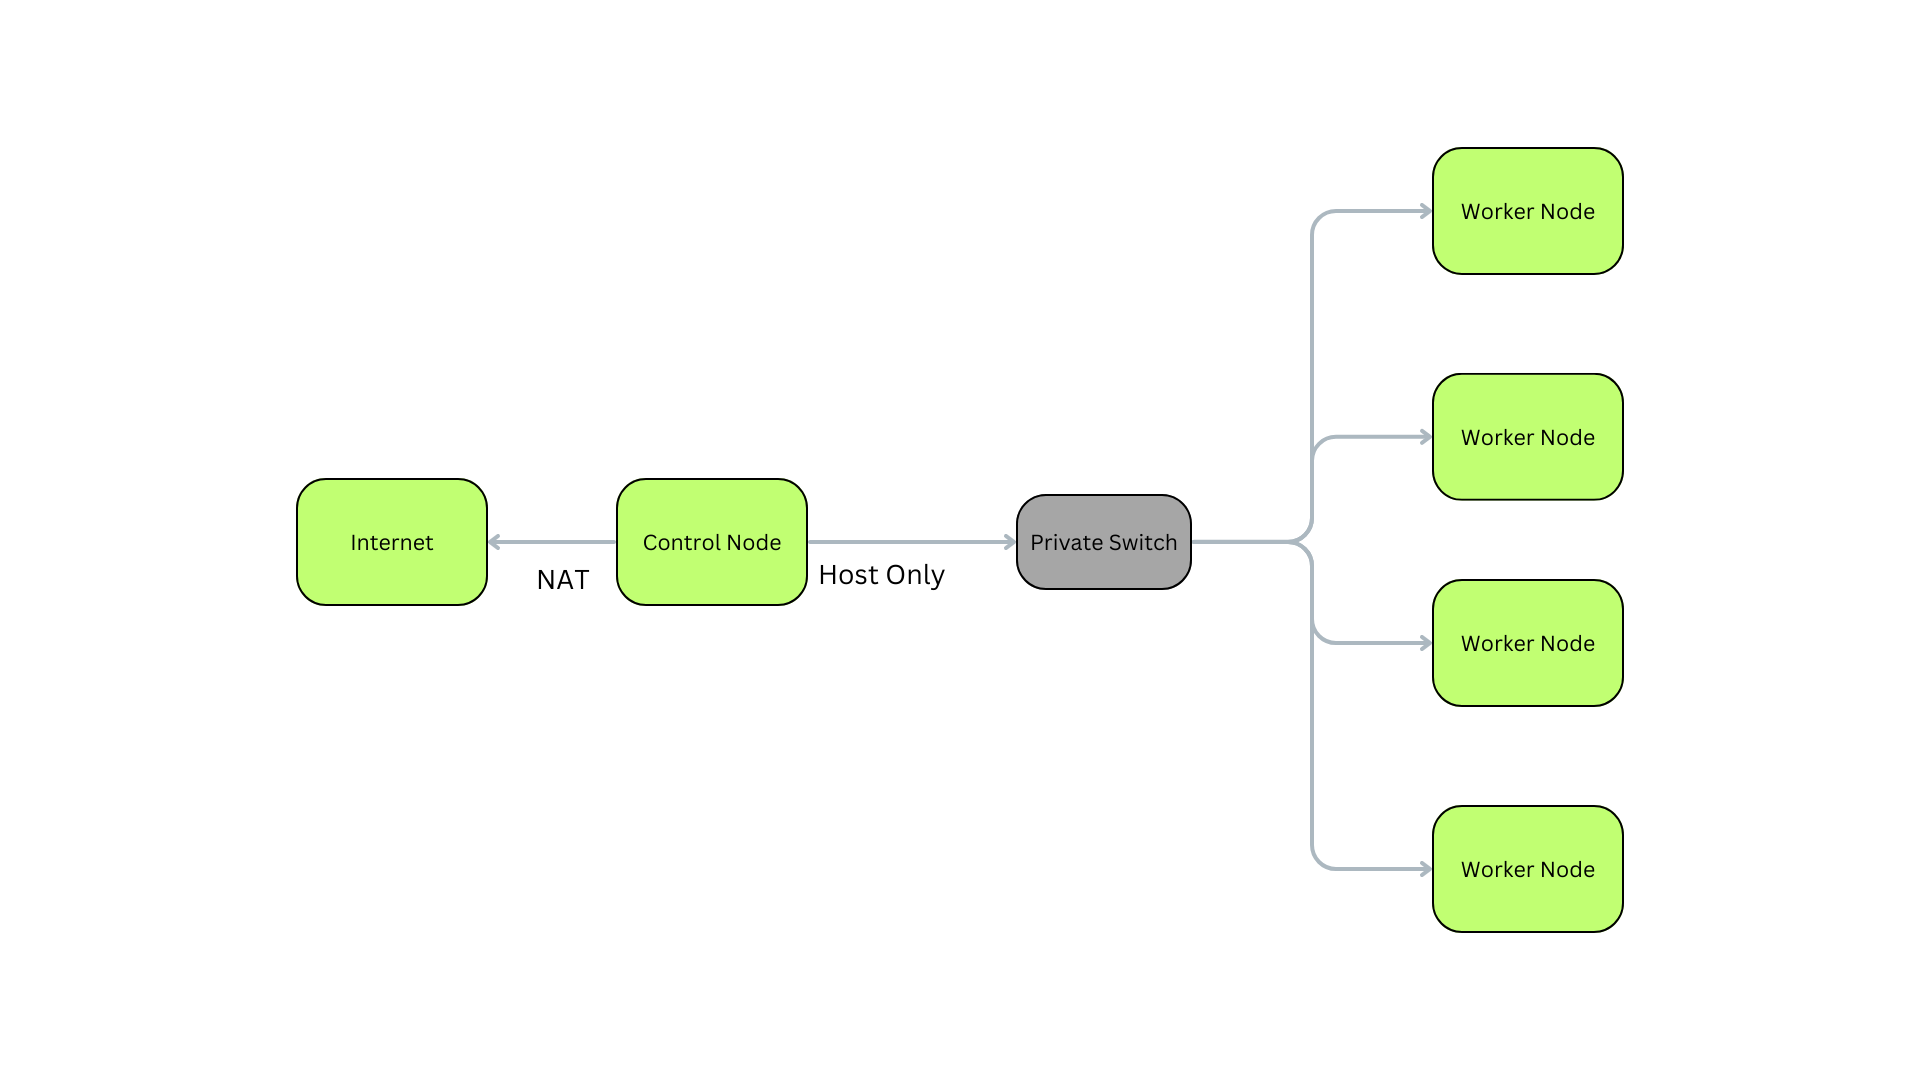 Worker Node
Worker Node
Internet
Control Node
Private Switch
NAT
Host Only
Worker Node
Worker Node